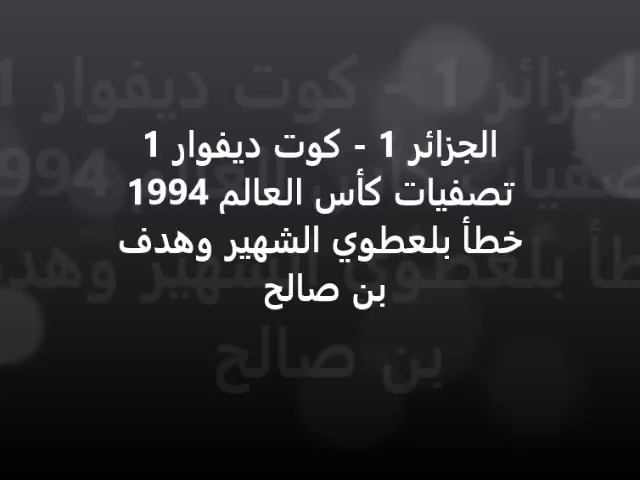 الجزائر 1 - كوت ديفوار 1
تصفيات كأس العالم 1994
خطأ بلعطوي الشهير وهدف
بن صالح